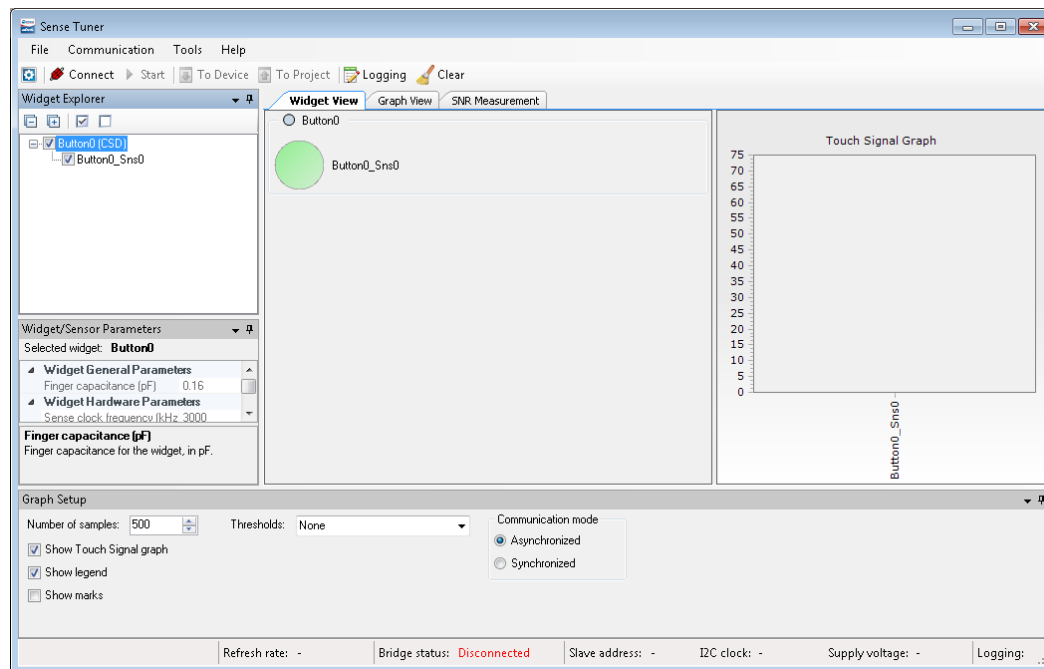 Sense Tuner
File Communication Tools Help
Connect Start To Device To Project Logging Clear
Widget Explorer
Button0 (CSD)
Button0_Sns0
Widget View Graph View SNR Measurement
Button0
Button0_Sns0
Touch Signal Graph
75
70
65
60
55
50
45
40
35
30
25
20
15
10
5
0
Button0_Sns0
Widget/Sensor Parameters
Selected widget: Button0
Widget General Parameters
Finger capacitance (pF) 0.16
Widget Hardware Parameters
Sense clock frequency (kHz 3000
Finger capacitance (pF)
Finger capacitance for the widget, in pF.
Graph Setup
Number of samples: 500 Thresholds: None
Show Touch Signal graph
Show legend
Show marks
Communication mode
Asynchronized
Synchronized
Refresh rate: - Bridge status: Disconnected Slave address: - I2C clock: - Supply voltage: - Logging: